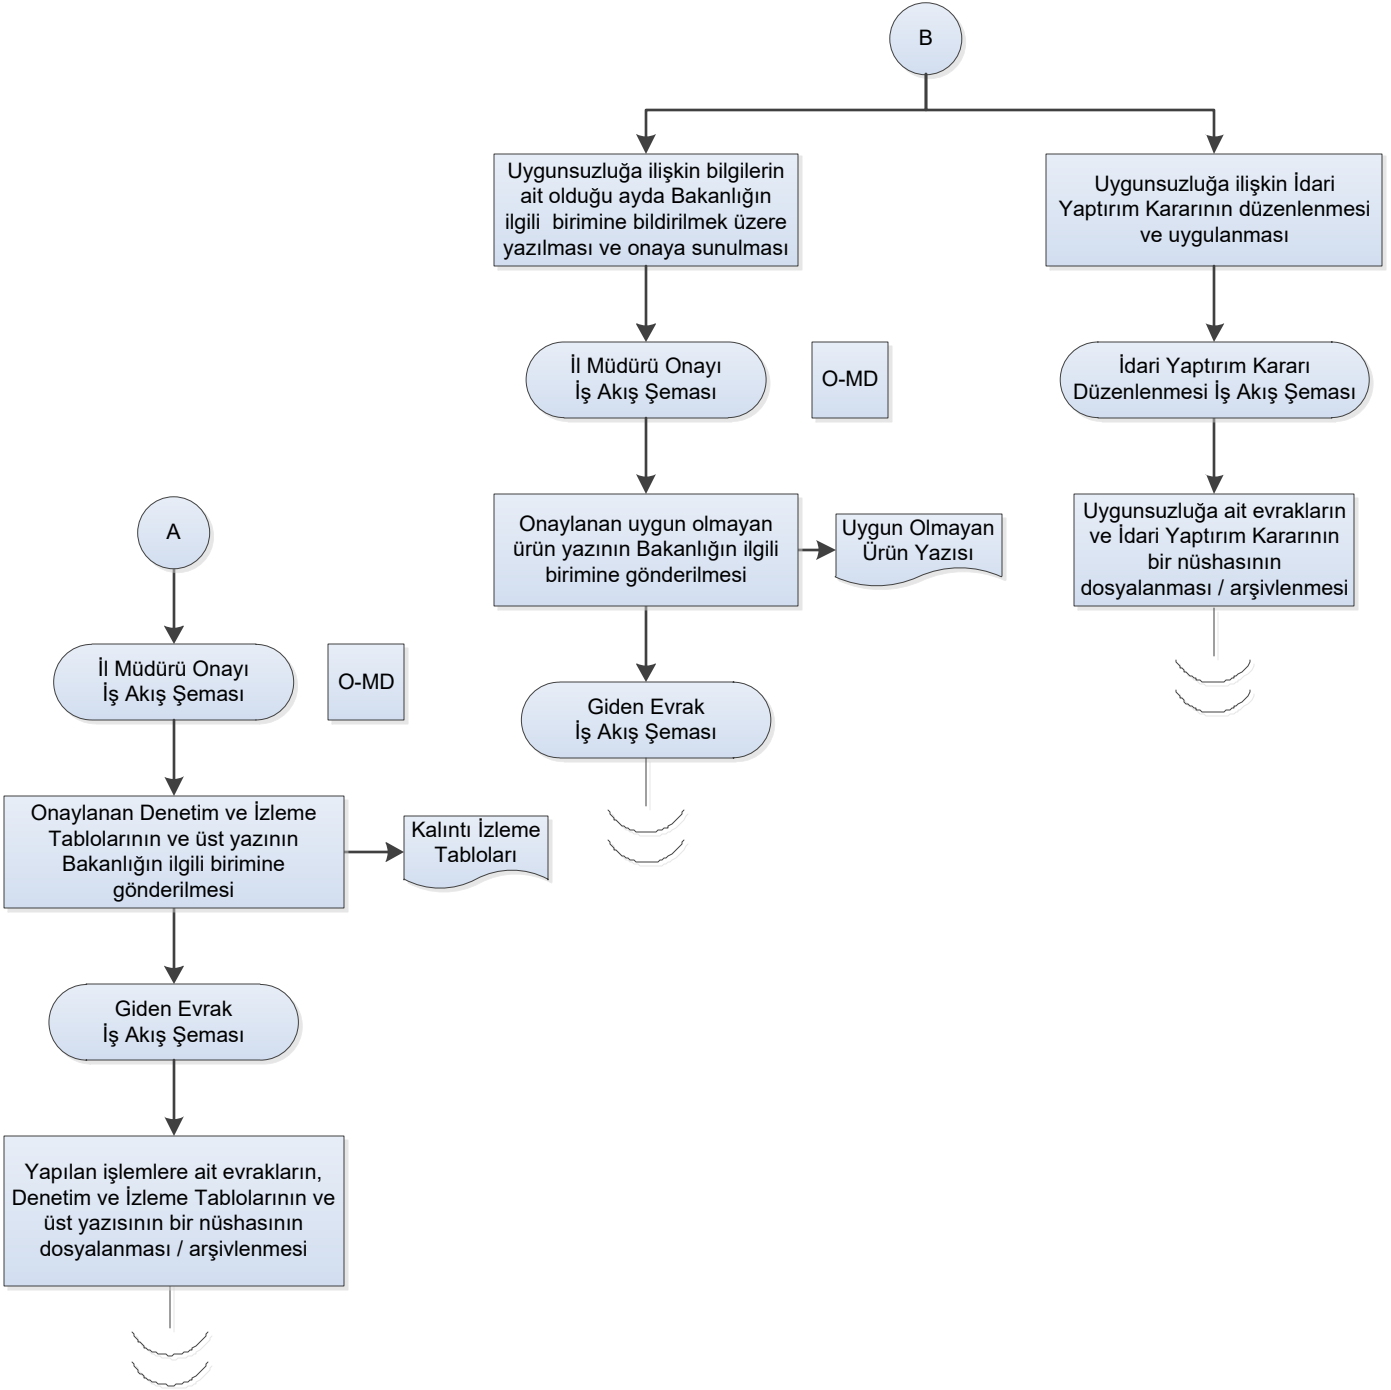 B
Uygunsuzluğa ilişkin bilgilerin
ait olduğu ayda Bakanlığın
ilgili  birimine bildirilmek üzere
yazılması ve onaya sunulması
Uygunsuzluğa ilişkin İdari
Yaptırım Kararının düzenlenmesi
ve uygulanması
İl Müdürü Onayı
İş Akış Şeması
O-MD
İdari Yaptırım Kararı
Düzenlenmesi İş Akış Şeması
Onaylanan uygun olmayan
ürün yazının Bakanlığın ilgili
birimine gönderilmesi
Uygun Olmayan
Ürün Yazısı
Uygunsuzluğa ait evrakların
ve İdari Yaptırım Kararının
bir nüshasının
dosyalanması / arşivlenmesi
Giden Evrak
İş Akış Şeması
A
İl Müdürü Onayı
İş Akış Şeması
O-MD
Onaylanan Denetim ve İzleme
Tablolarının ve üst yazının
Bakanlığın ilgili birimine
gönderilmesi
Kalıntı İzleme
Tabloları
Giden Evrak
İş Akış Şeması
Yapılan işlemlere ait evrakların,
Denetim ve İzleme Tablolarının ve
üst yazısının bir nüshasının
dosyalanması / arşivlenmesi